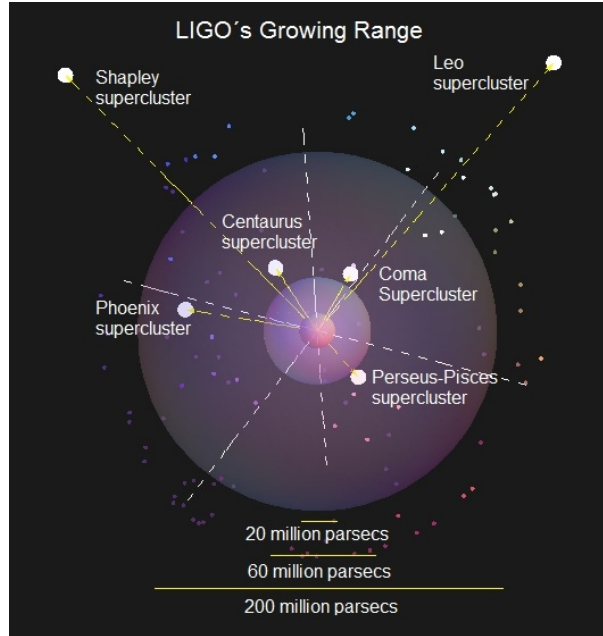 LIGO´s Growing Range
Shapley
supercluster
Leo
supercluster
Centaurus
supercluster
Coma
Supercluster
Phoenix
supercluster
Perseus-Pisces
supercluster
20 million parsecs
60 million parsecs
200 million parsecs